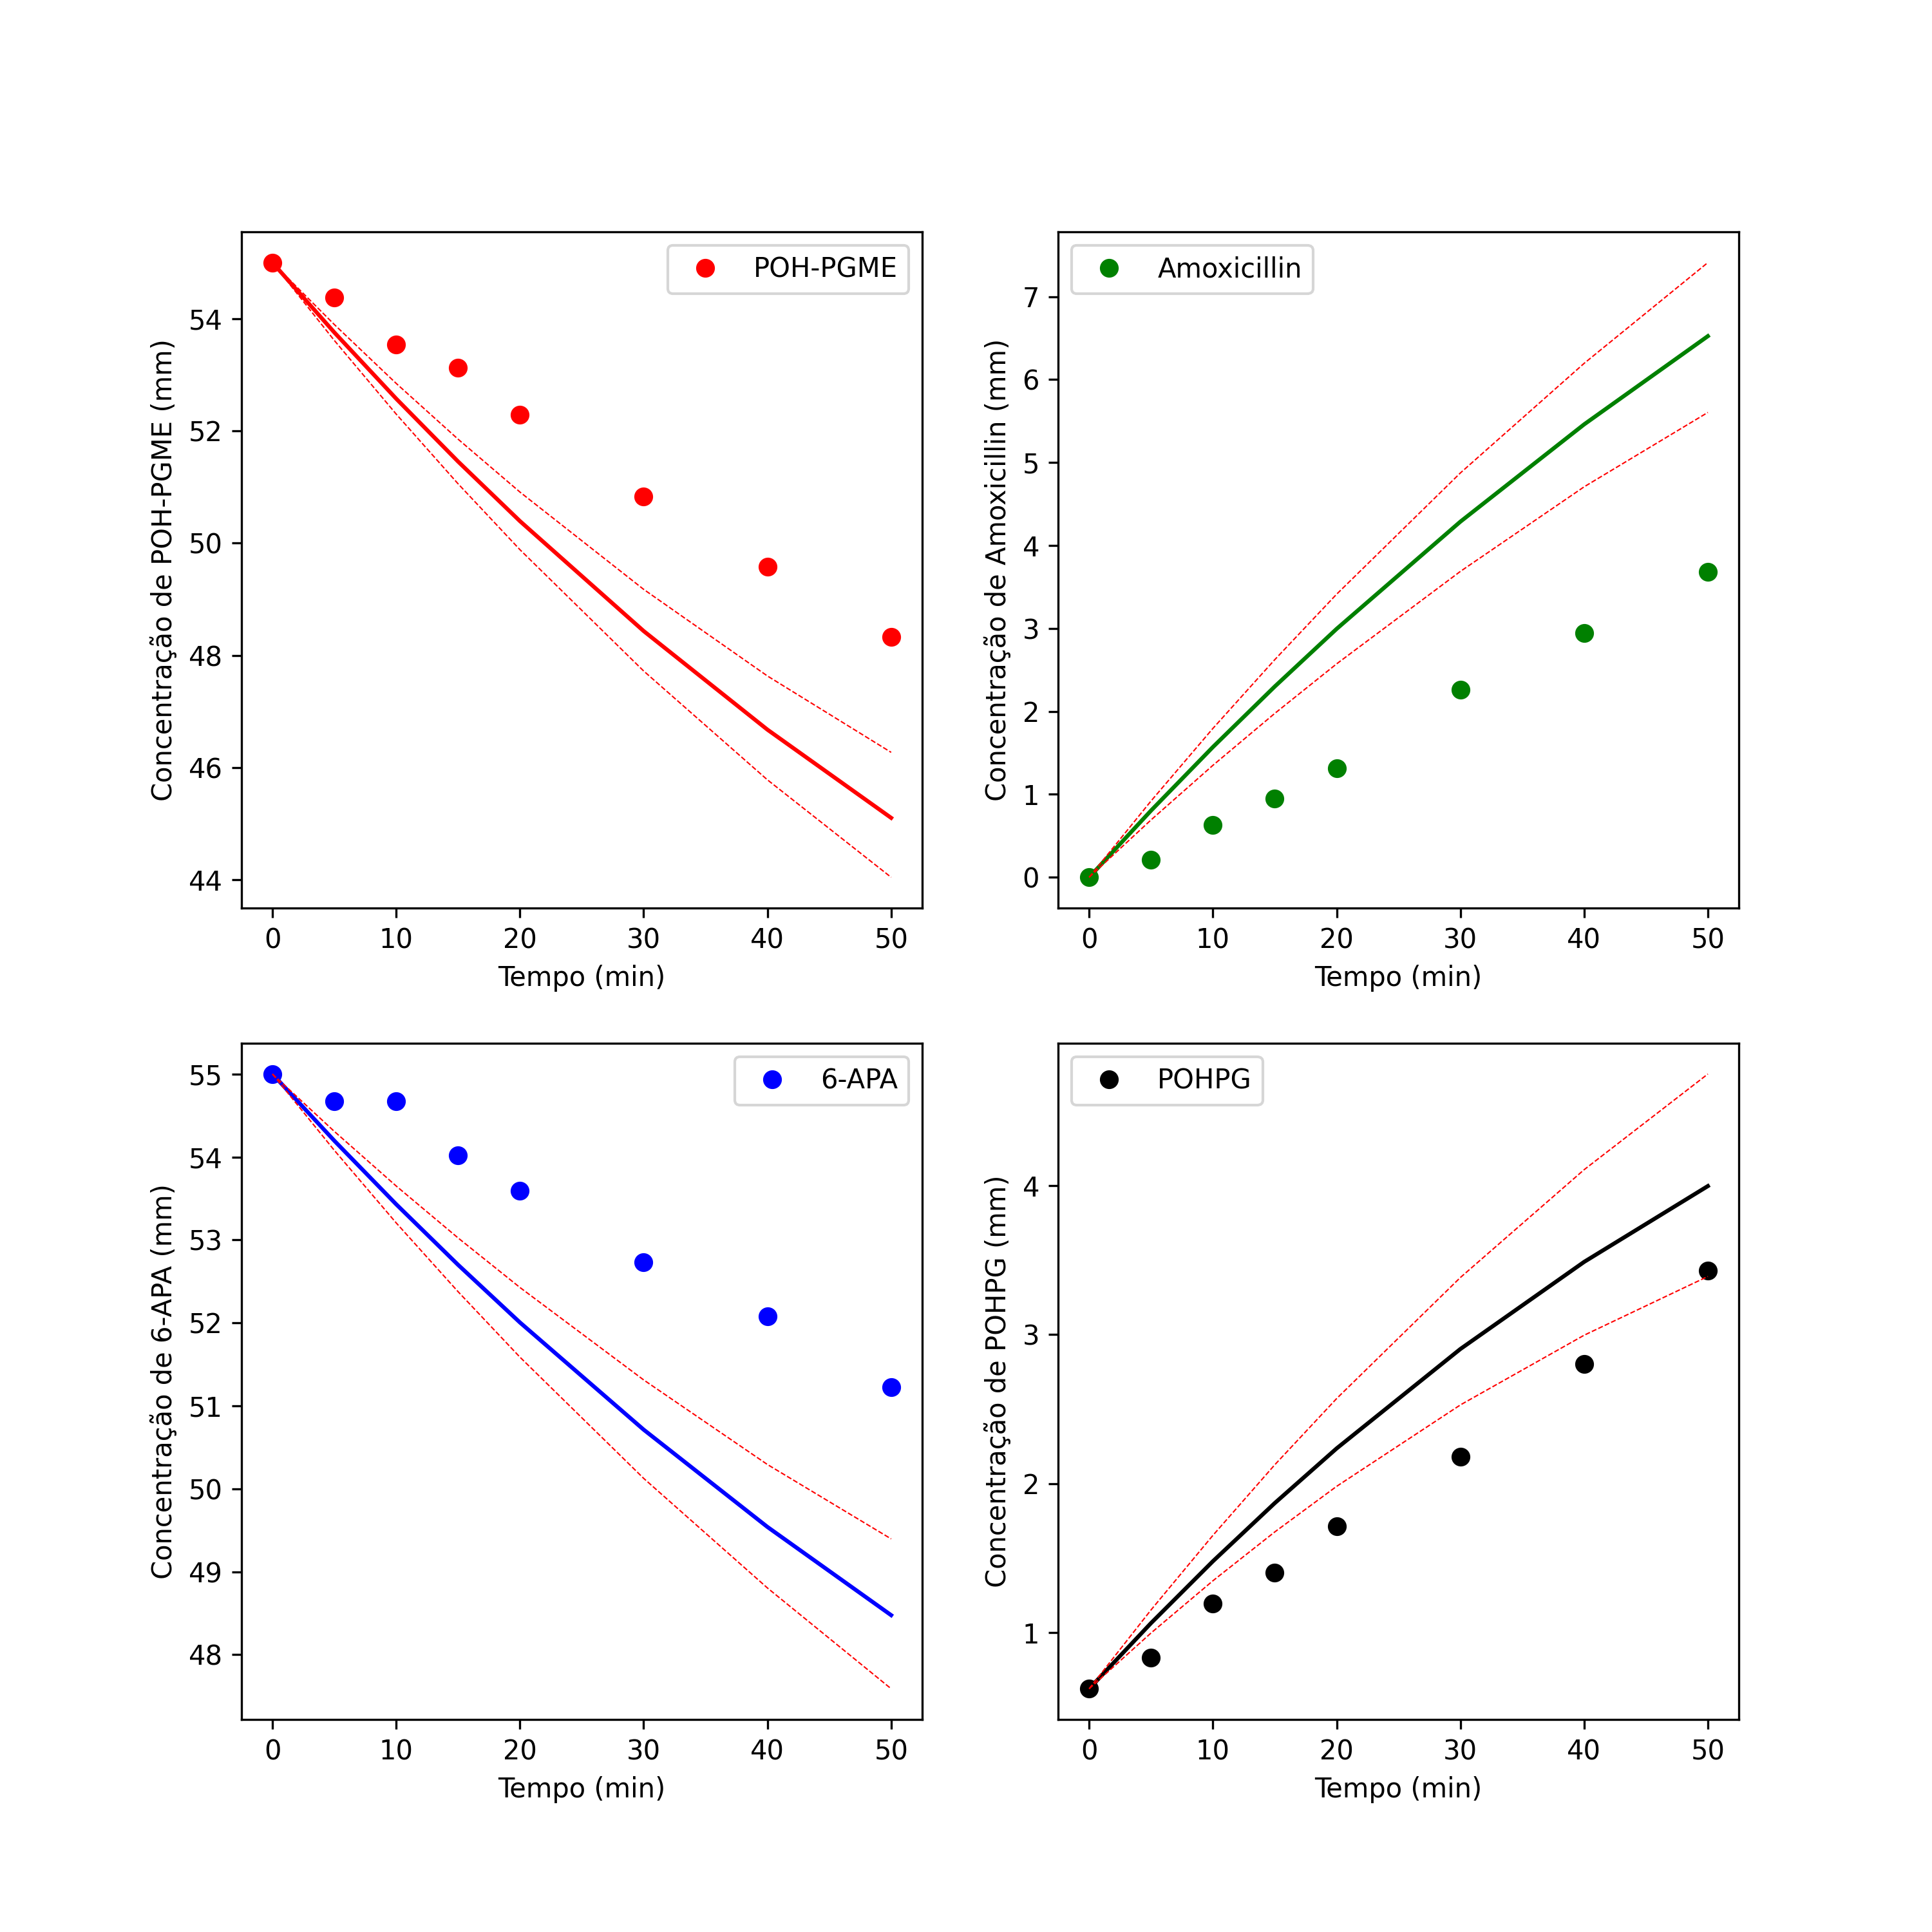 POH-PGME
Concentração de POH-PGME (mm)
54
52
50
48
46
44
0 10 20 30 40 50
Tempo (min)
Amoxicillin
Concentração de Amoxicillin (mm)
7
6
5
4
3
2
1
0
0 10 20 30 40 50
Tempo (min)
6-APA
Concentração de 6-APA (mm)
55
54
53
52
51
50
49
48
0 10 20 30 40 50
Tempo (min)
POHPG
Concentração de POHPG (mm)
4
3
2
1
0 10 20 30 40 50
Tempo (min)